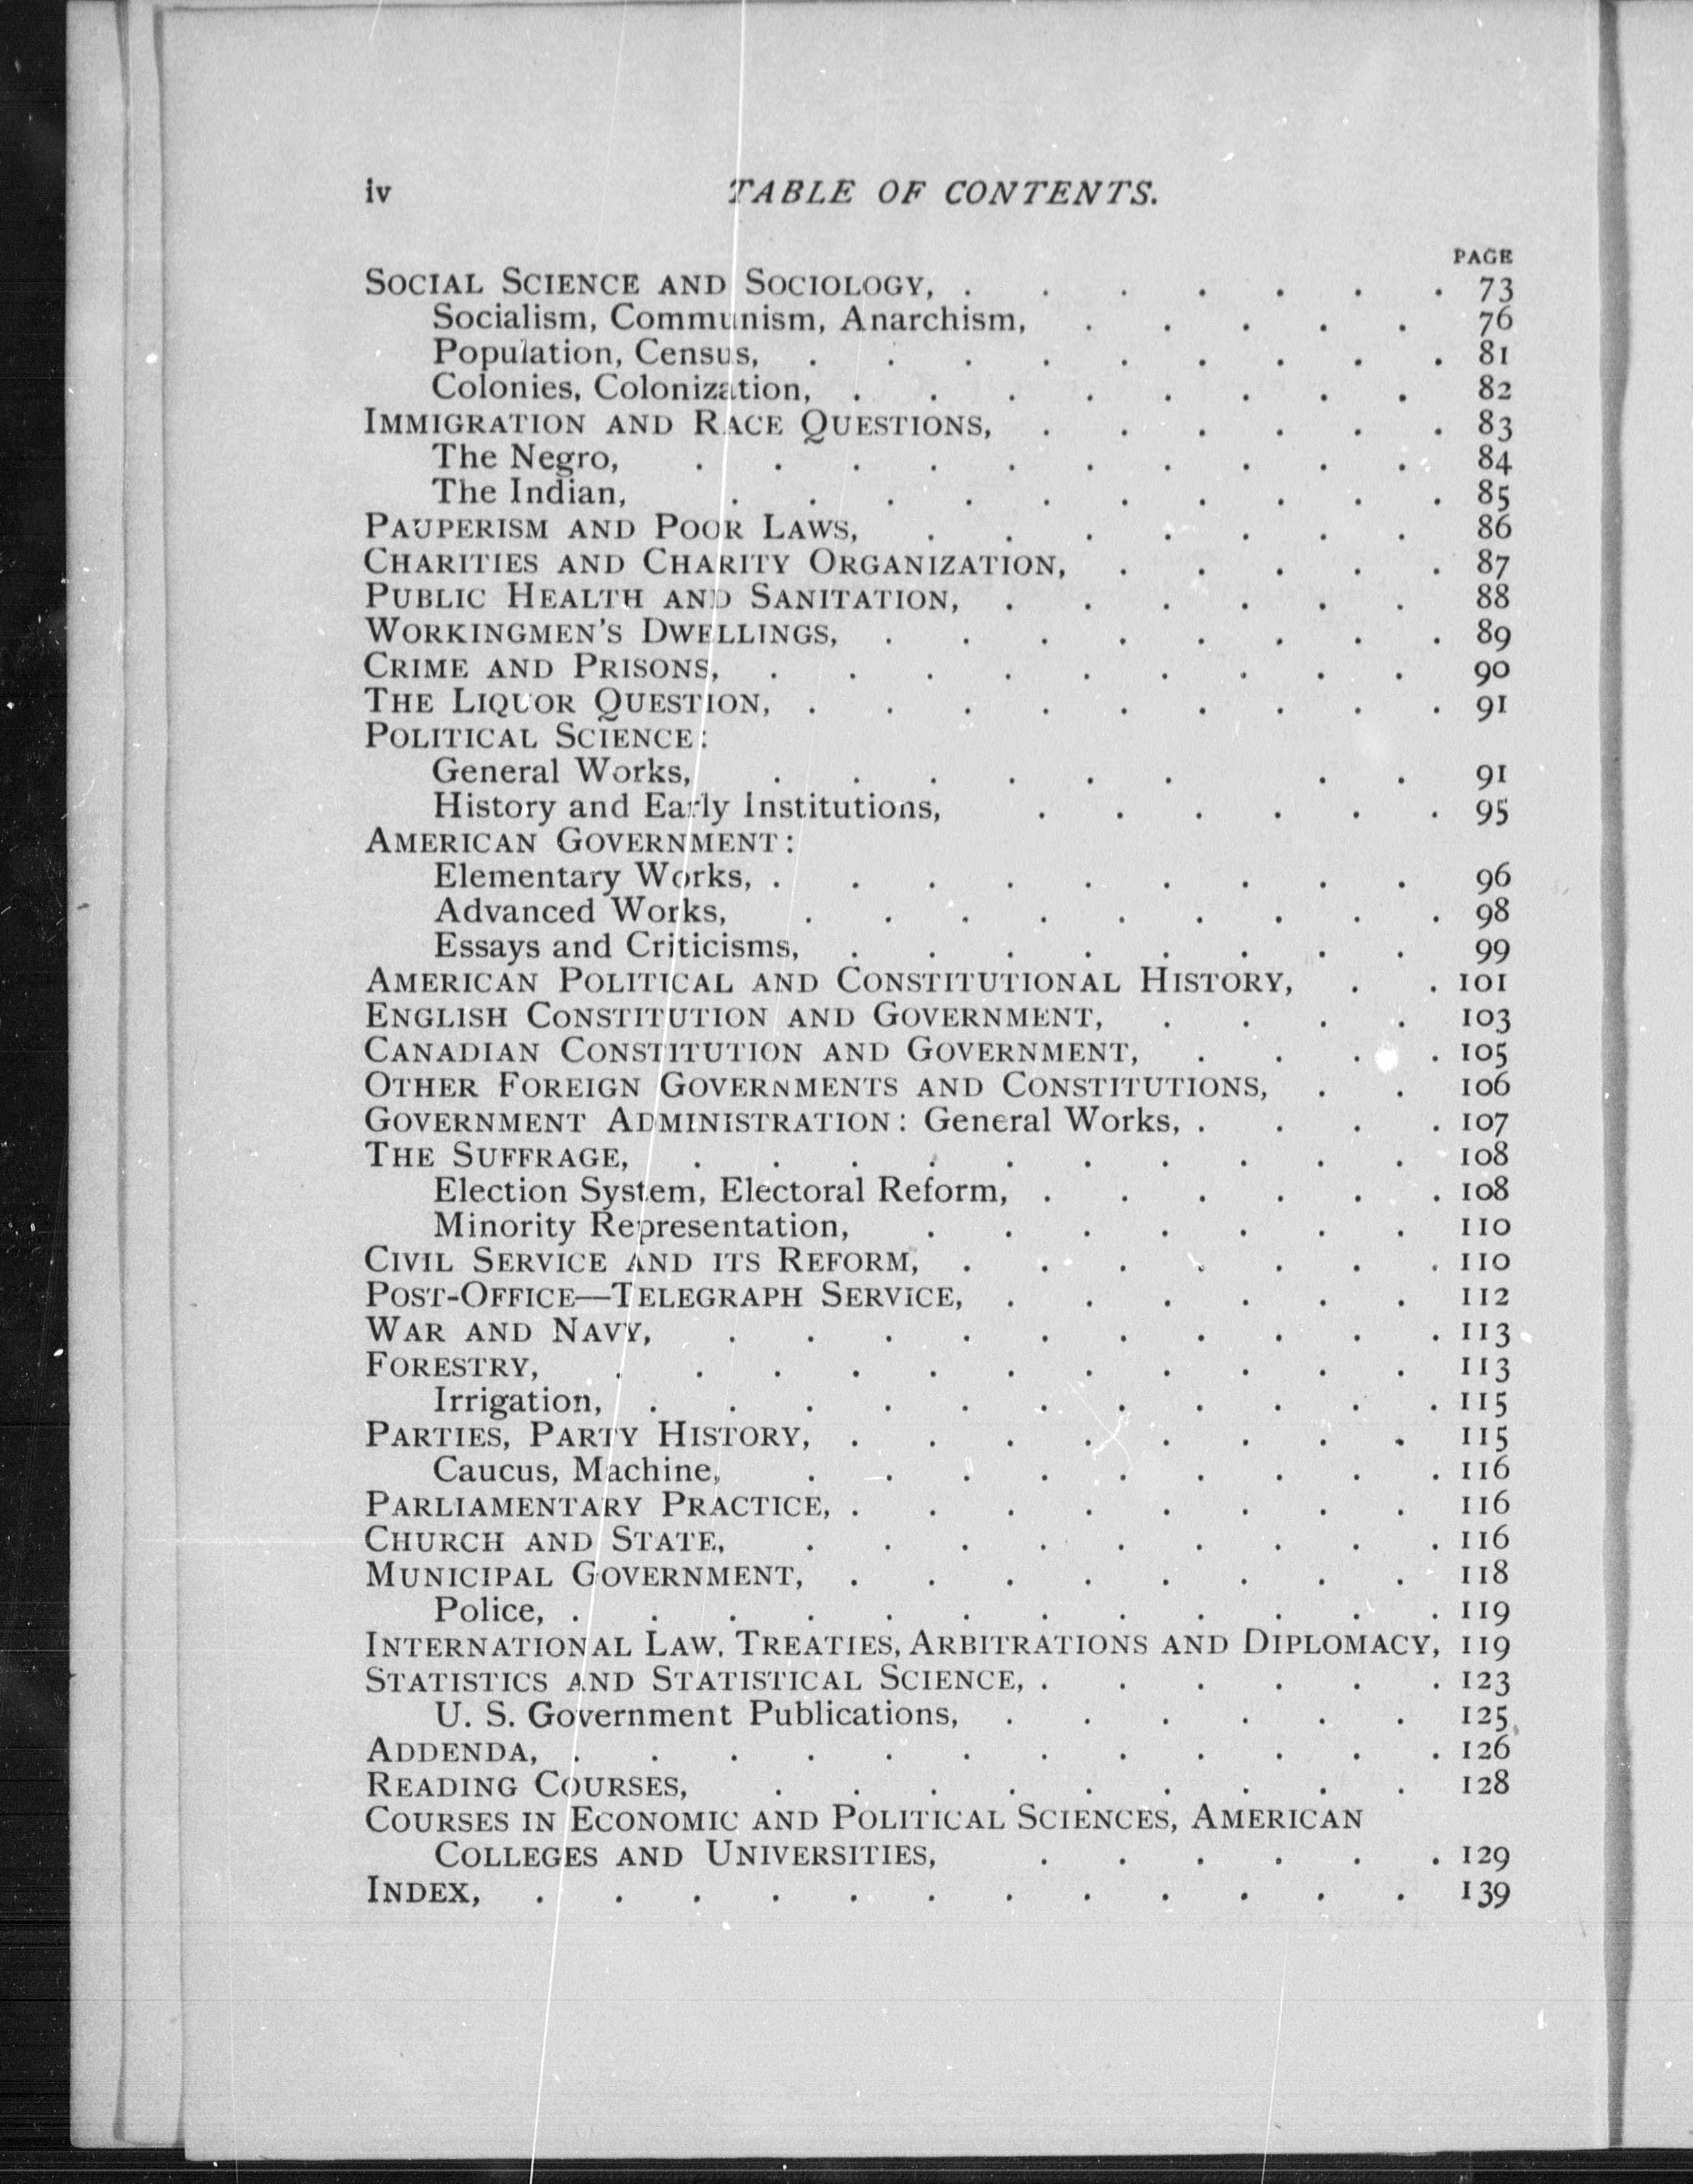 iv TABLE OF CONTENTS.
PAGE
SOCIAL SCIENCE AND SOCIOLOGY, . . . . . . . 73
Socialism, Communism, Anarchism, . . . . . 76
Population, Census, . . . . . . . . . 81
Colonies, Colonization, . . . . . . . . 82
IMMIGRATION AND RACE QUESTIONS, . . . . . . 83
The Negro, . . . . . . . . . . 84
The Indian, . . . . . . . . . . 85
PAUPERISM AND POOR LAWS, . . . . . . . 86
CHARITIES AND CHARITY ORGANIZATION, . . . . . 87
PUBLIC HEALTH AND SANITATION, . . . . . . 88
WORKINGMEN'S DWELLINGS, . . . . . . . . 89
CRIME AND PRISONS, . . . . . . . . . 90
THE LIQUOR QUESTION, . . . . . . . . . 91
POLITICAL SCIENCE:
General Works, . . . . . . . . 91
History and Early Institutions, . . . . . . 95
AMERICAN GOVERNMENT:
Elementary Works, . . . . . . . . . 96
Advanced Works, . . . . . . . . . 98
Essays and Criticisms, . . . . . . . . 99
AMERICAN POLITICAL AND CONSTITUTIONAL HISTORY, . . 101
ENGLISH CONSTITUTION AND GOVERNMENT, . . . . 103
CANADIAN CONSTITUTION AND GOVERNMENT, . . . . 105
OTHER FOREIGN GOVERNMENTS AND CONSTITUTIONS, . . 106
GOVERNMENT ADMINISTRATION: General Works, . . . . 107
THE SUFFRAGE, . . . . . . . . . . 108
Election System, Electoral Reform, . . . . . . 108
Minority Representation, . . . . . . . 110
CIVIL SERVICE AND ITS REFORM, . . . . . . . 110
POST-OFFICE—TELEGRAPH SERVICE, . . . . . . 112
WAR AND NAVY, . . . . . . . . . . 113
FORESTRY, . . . . . . . . . . . 113
Irrigation, . . . . . . . . . . . 115
PARTIES, PARTY HISTORY, . . . . . . . . 115
Caucus, Machine, . . . . . . . . . 116
PARLIAMENTARY PRACTICE, . . . . . . . . 116
CHURCH AND STATE, . . . . . . . . . 116
MUNICIPAL GOVERNMENT, . . . . . . . . 118
Police, . . . . . . . . . . . . 119
INTERNATIONAL LAW, TREATIES, ARBITRATIONS AND DIPLOMACY, 119
STATISTICS AND STATISTICAL SCIENCE, . . . . . . 123
U. S. Government Publications, . . . . . . 125
ADDENDA, . . . . . . . . . . . . 126
READING COURSES, . . . . . . . . . 128
COURSES IN ECONOMIC AND POLITICAL SCIENCES, AMERICAN
COLLEGES AND UNIVERSITIES, . . . . . . 129
INDEX, . . . . . . . . . . . . 139